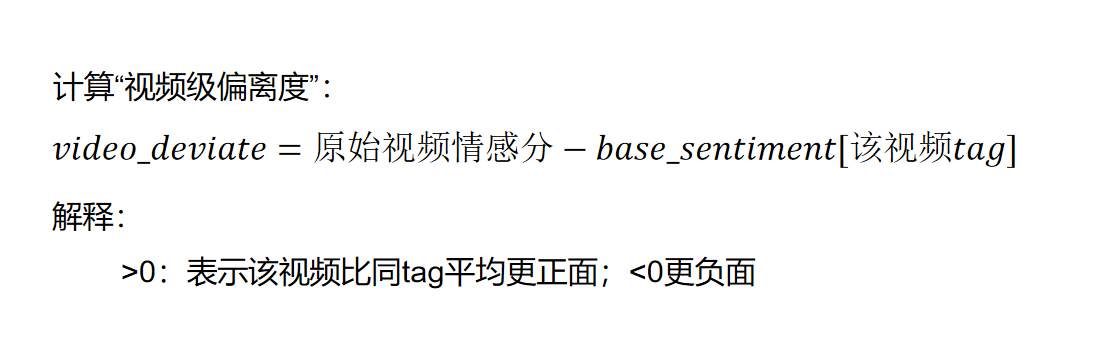 计算“视频级偏离度”：
video_deviate = 原始视频情感分 − base_sentiment[该视频tag]
解释：
>0：表示该视频比同tag平均更正面；<0更负面